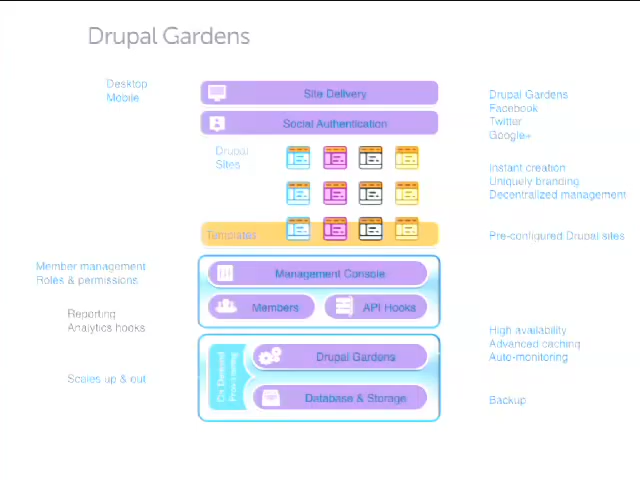 Drupal Gardens
Desktop
Mobile
Site Delivery
Drupal Gardens
Facebook
Twitter
Google+
Social Authentication
Drupal
Sites
Instant creation
Uniquely branding
Decentralized management
Templates
Pre-configured Drupal sites
Member management
Roles & permissions
Management Console
Reporting
Analytics hooks
Members
API Hooks
High availability
Advanced caching
Auto-monitoring
On Demand
Provisioning
Drupal Gardens
Scales up & out
Database & Storage
Backup